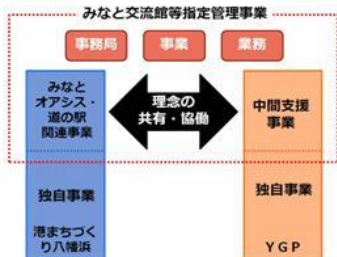 みなと交流館等指定管理事業
事務局
事業
業務
みなと
オアシス・
道の駅
関連事業
理念の
共有・協働
中間支援
事業
独自事業
港まちづく
り八幡浜
独自事業
YGP